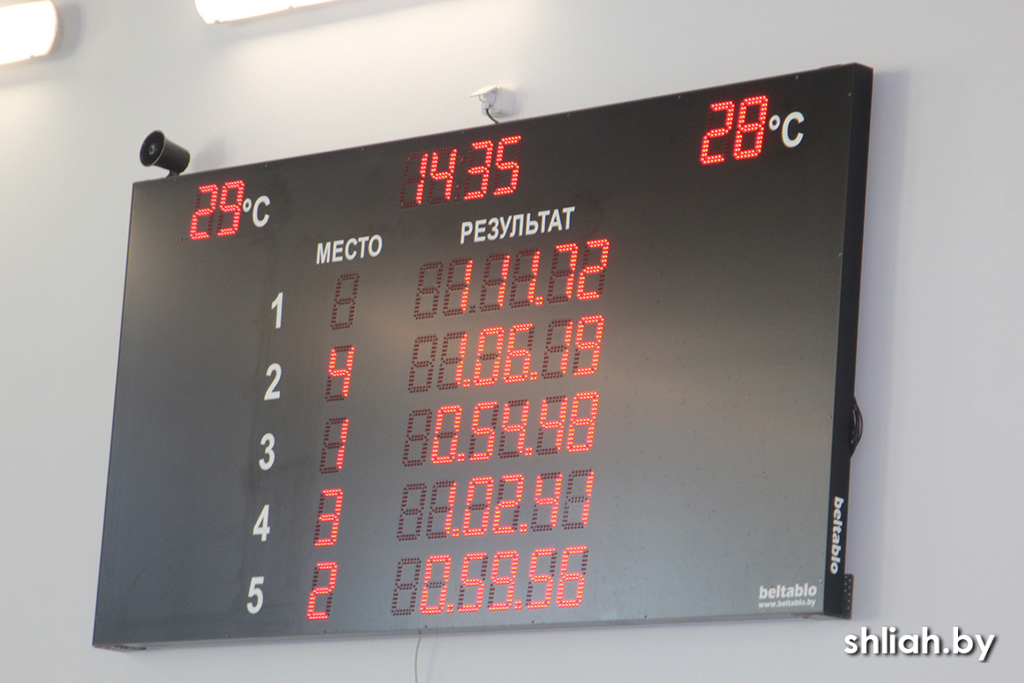 29°C 14:35 28°C
МЕСТО РЕЗУЛЬТАТ
1 1.11.72
2 4 1.06.19
3 1 0.54.48
4 3 1.02.41
5 2 0.59.56
beltablo
beltablo
www.beltablo.by
shliah.by